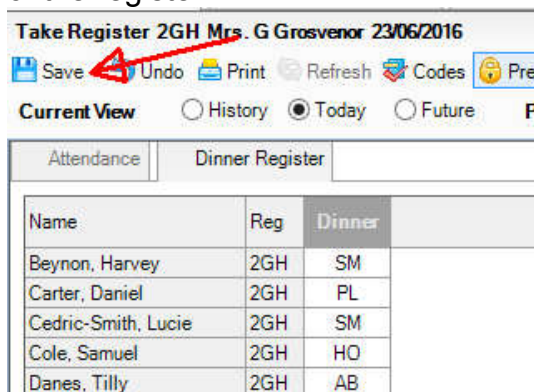 Take Register 2GH Mrs. G Grosvenor 23/06/2016
Save Undo Print Refresh Codes Pre
Current View History Today Future
Attendance Dinner Register
Name Reg Dinner
Beynon, Harvey 2GH SM
Carter, Daniel 2GH PL
Cedric-Smith, Lucie 2GH SM
Cole, Samuel 2GH HO
Danes, Tilly 2GH AB